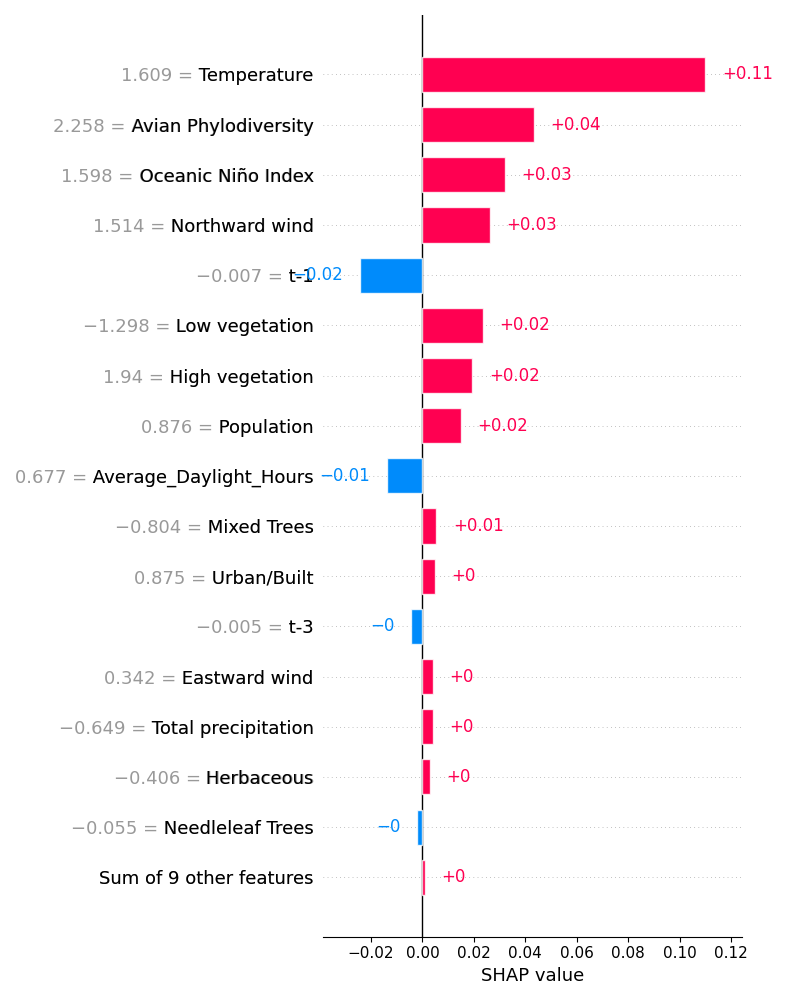 1.609 = Temperature +0.11
2.258 = Avian Phylodiversity +0.04
1.598 = Oceanic Niño Index +0.03
1.514 = Northward wind +0.03
−0.007 = t-1 −0.02
−1.298 = Low vegetation +0.02
1.94 = High vegetation +0.02
0.876 = Population +0.02
0.677 = Average_Daylight_Hours −0.01
−0.804 = Mixed Trees +0.01
0.875 = Urban/Built +0
−0.005 = t-3 −0
0.342 = Eastward wind +0
−0.649 = Total precipitation +0
−0.406 = Herbaceous +0
−0.055 = Needleleaf Trees −0
Sum of 9 other features +0
−0.02 0.00 0.02 0.04 0.06 0.08 0.10 0.12
SHAP value